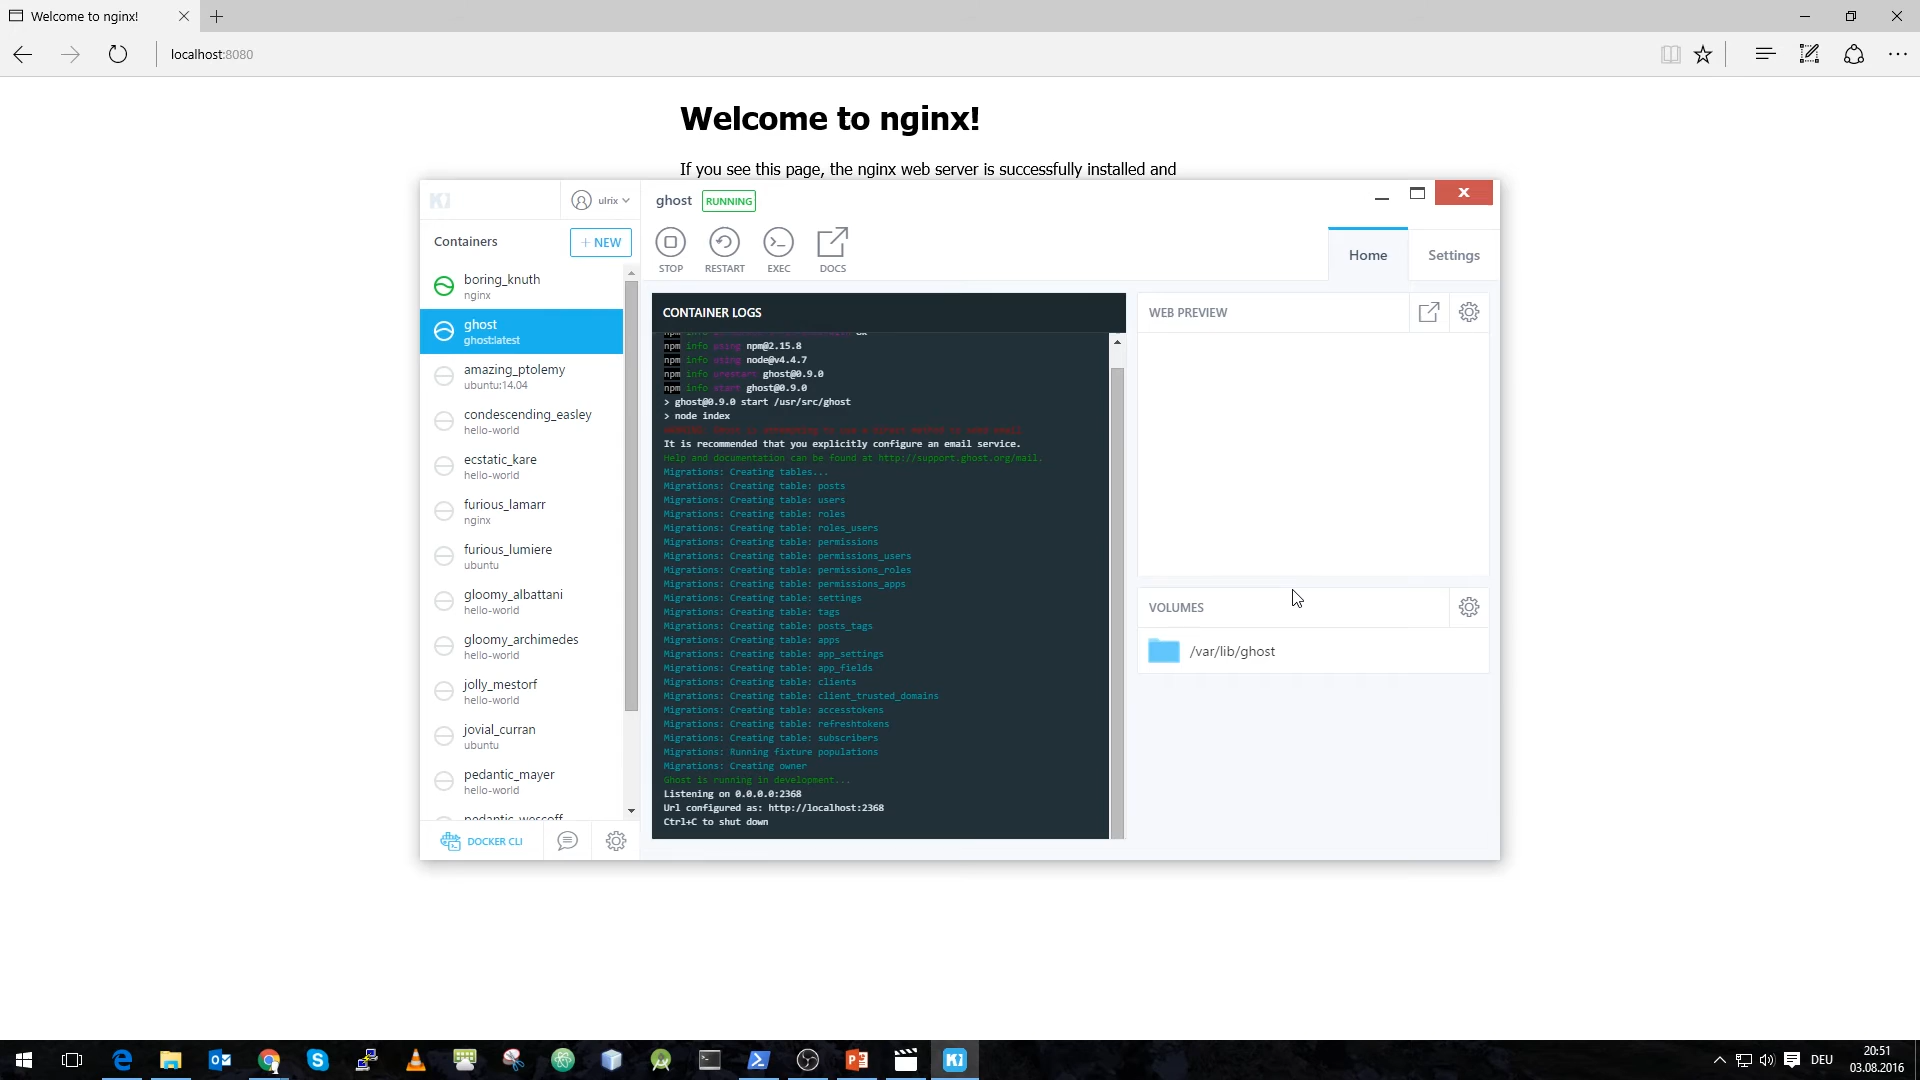 Welcome to nginx!
localhost:8080
Welcome to nginx!
If you see this page, the nginx web server is successfully installed and
ulrix
ghost RUNNING
Containers
+ NEW
STOP RESTART EXEC DOCS
Home Settings
boring_knuth
nginx
ghost
ghost:latest
amazing_ptolemy
ubuntu:14.04
condescending_easley
hello-world
ecstatic_kare
hello-world
furious_lamarr
nginx
furious_lumiere
ubuntu
gloomy_albattani
hello-world
gloomy_archimedes
hello-world
jolly_mestorf
hello-world
jovial_curran
ubuntu
pedantic_mayer
hello-world
DOCKER CLI
CONTAINER LOGS
npm info using npm@2.15.8
npm info using node@v4.4.7
npm info ghost@0.9.0
npm info start ghost@0.9.0
> ghost@0.9.0 start /usr/src/ghost
> node index
It is recommended that you explicitly configure an email service.
Help and documentation can be found at http://support.ghost.org/mail.
Migrations: Creating tables...
Migrations: Creating table: posts
Migrations: Creating table: users
Migrations: Creating table: roles
Migrations: Creating table: roles_users
Migrations: Creating table: permissions
Migrations: Creating table: permissions_users
Migrations: Creating table: permissions_roles
Migrations: Creating table: permissions_apps
Migrations: Creating table: settings
Migrations: Creating table: tags
Migrations: Creating table: posts_tags
Migrations: Creating table: apps
Migrations: Creating table: app_settings
Migrations: Creating table: app_fields
Migrations: Creating table: clients
Migrations: Creating table: client_trusted_domains
Migrations: Creating table: accesstokens
Migrations: Creating table: refreshtokens
Migrations: Creating table: subscribers
Migrations: Running fixture populations
Migrations: Creating owner
Ghost is running in development...
Listening on 0.0.0.0:2368
Url configured as: http://localhost:2368
Ctrl+C to shut down
WEB PREVIEW
VOLUMES
/var/lib/ghost
DEU
20:51
03.08.2016